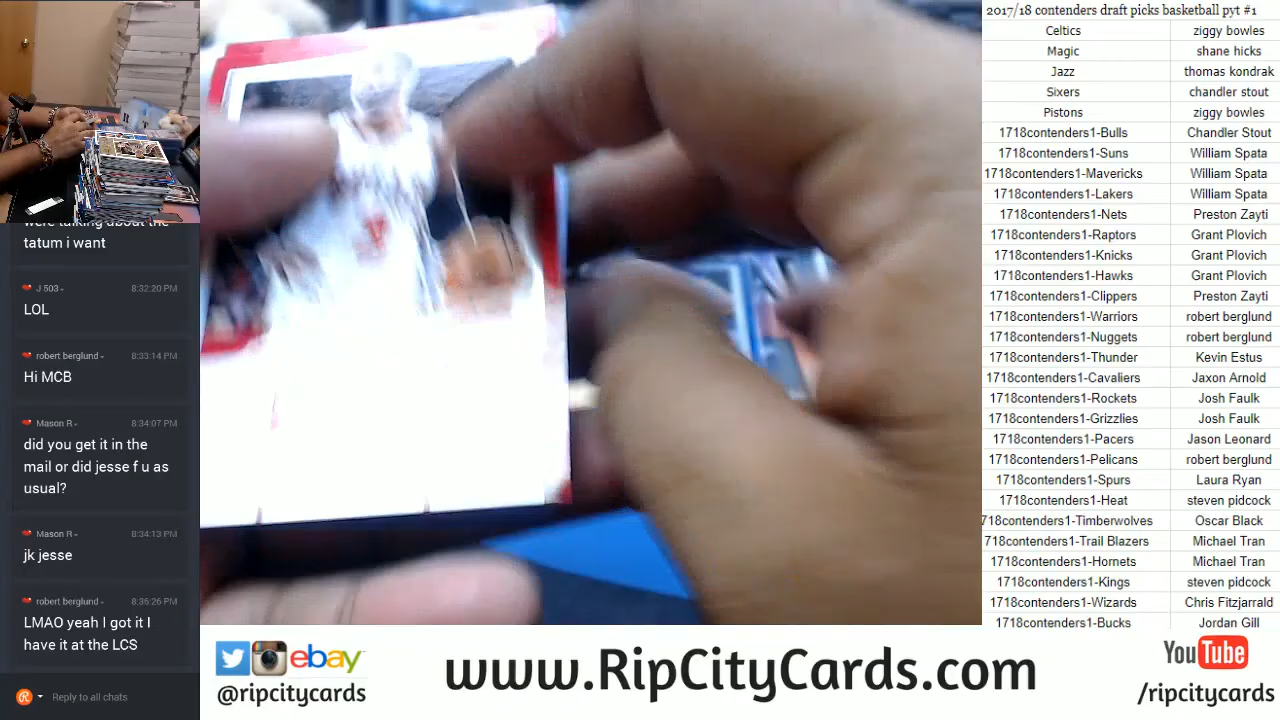 were talking about the
tatum i want
J 503 8:32:20 PM
LOL
robert berglund 8:33:14 PM
Hi MCB
Mason R 8:34:07 PM
did you get it in the
mail or did jesse f u as
usual?
Mason R 8:34:13 PM
jk jesse
robert berglund 8:36:26 PM
LMAO yeah I got it I
have it at the LCS
Reply to all chats
2017/18 contenders draft picks basketball pyt #1
Celtics ziggy bowles
Magic shane hicks
Jazz thomas kondrak
Sixers chandler stout
Pistons ziggy bowles
1718contenders1-Bulls Chandler Stout
1718contenders1-Suns William Spata
1718contenders1-Mavericks William Spata
1718contenders1-Lakers William Spata
1718contenders1-Nets Preston Zayti
1718contenders1-Raptors Grant Plovich
1718contenders1-Knicks Grant Plovich
1718contenders1-Hawks Grant Plovich
1718contenders1-Clippers Preston Zayti
1718contenders1-Warriors robert berglund
1718contenders1-Nuggets robert berglund
1718contenders1-Thunder Kevin Estus
1718contenders1-Cavaliers Jaxon Arnold
1718contenders1-Rockets Josh Faulk
1718contenders1-Grizzlies Josh Faulk
1718contenders1-Pacers Jason Leonard
1718contenders1-Pelicans robert berglund
1718contenders1-Spurs Laura Ryan
1718contenders1-Heat steven pidcock
718contenders1-Timberwolves Oscar Black
718contenders1-Trail Blazers Michael Tran
1718contenders1-Hornets Michael Tran
1718contenders1-Kings steven pidcock
1718contenders1-Wizards Chris Fitzjarrald
1718contenders1-Bucks Jordan Gill
ebay
@ripcitycards
www.RipCityCards.com
YouTube
/ripcitycards